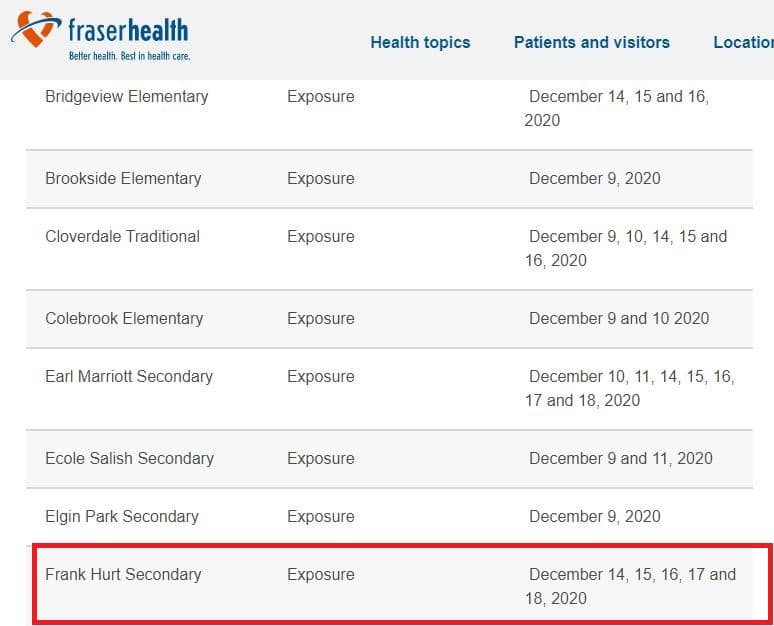 fraserhealth
Better health. Best in health care.
Health topics Patients and visitors Location
Bridgeview Elementary Exposure December 14, 15 and 16,
2020
Brookside Elementary Exposure December 9, 2020
Cloverdale Traditional Exposure December 9, 10, 14, 15 and
16, 2020
Colebrook Elementary Exposure December 9 and 10 2020
Earl Marriott Secondary Exposure December 10, 11, 14, 15, 16,
17 and 18, 2020
Ecole Salish Secondary Exposure December 9 and 11, 2020
Elgin Park Secondary Exposure December 9, 2020
Frank Hurt Secondary Exposure December 14, 15, 16, 17 and
18, 2020